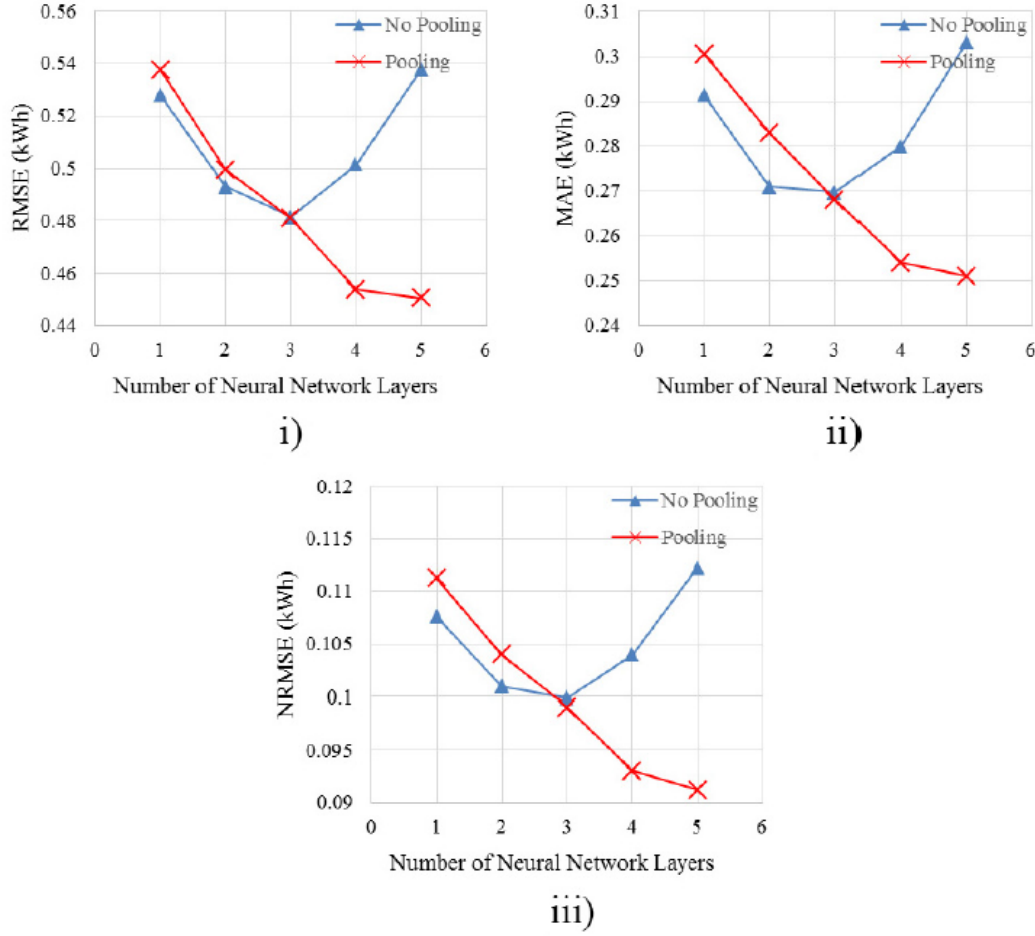 0.56
0.54
0.52
0.5
0.48
0.46
0.44
RMSE (kWh)
No Pooling
Pooling
0 1 2 3 4 5 6
Number of Neural Network Layers
i)
0.31
0.3
0.29
0.28
0.27
0.26
0.25
0.24
MAE (kWh)
No Pooling
Pooling
0 1 2 3 4 5 6
Number of Neural Network Layers
ii)
0.12
0.115
0.11
0.105
0.1
0.095
0.09
NRMSE (kWh)
No Pooling
Pooling
0 1 2 3 4 5 6
Number of Neural Network Layers
iii)